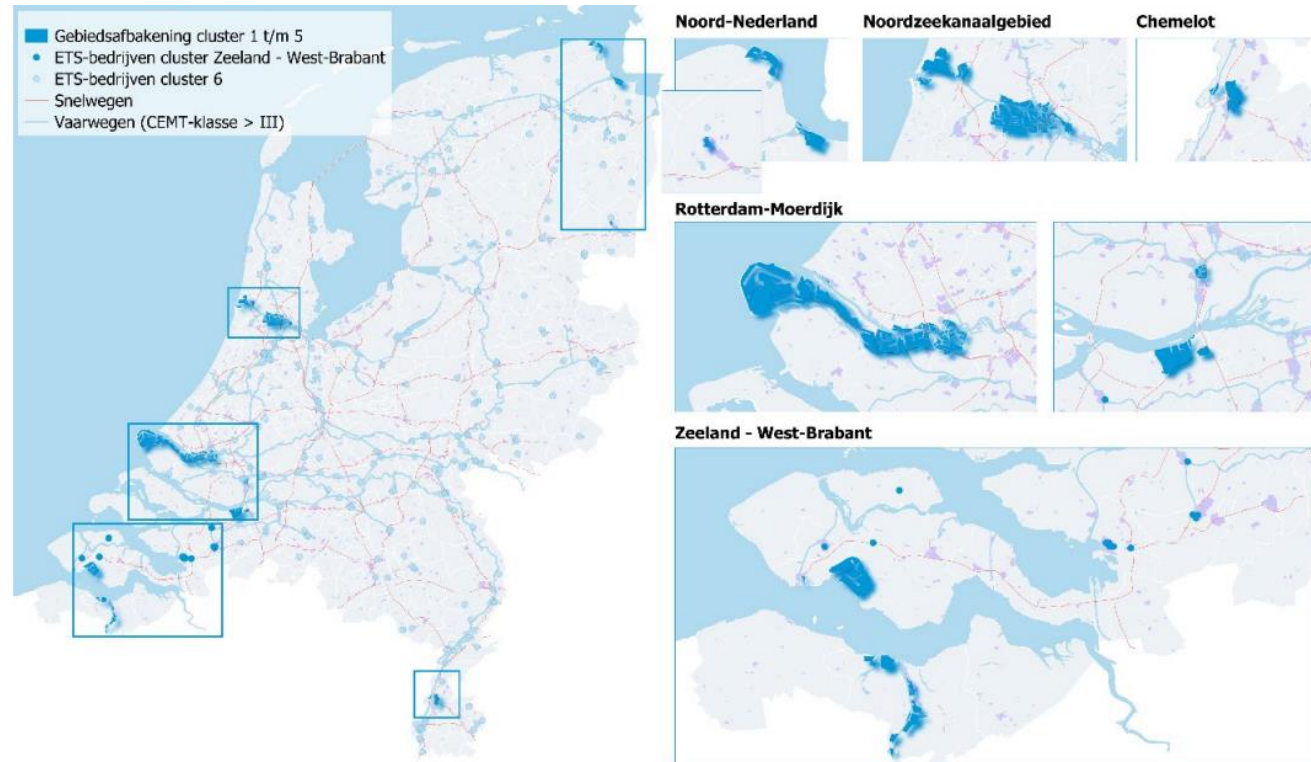 Gebiedsafbakening cluster 1 t/m 5
ETS-bedrijven cluster Zeeland - West-Brabant
ETS-bedrijven cluster 6
Snelwegen
Vaarwegen (CEMT-klasse > III)
Noord-Nederland
Noordzeekanaalgebied
Chemelot
Rotterdam-Moerdijk
Zeeland - West-Brabant